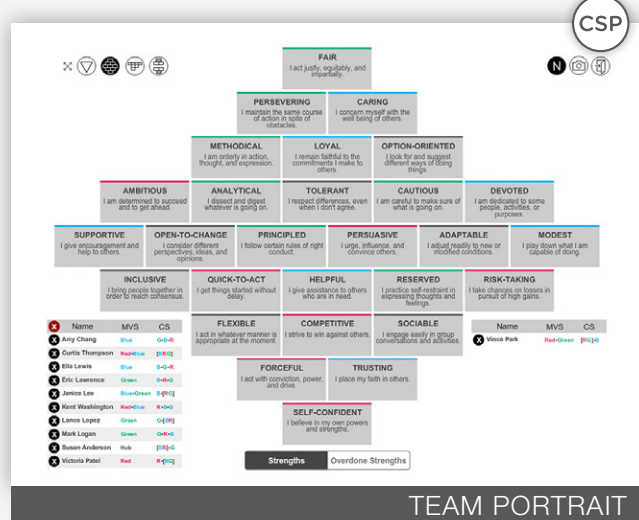 CSP
N
FAIR
I act justly, equitably, and
impartially.
PERSEVERING
I maintain the same course
of action in spite of
obstacles.
CARING
I concern myself with the
well being of others.
METHODICAL
I am orderly in action,
thought, and expression.
LOYAL
I remain faithful to the
commitments I make to
others.
OPTION-ORIENTED
I look for and suggest
different ways of doing
things.
AMBITIOUS
I am determined to succeed
and to get ahead.
ANALYTICAL
I dissect and digest
whatever is going on.
TOLERANT
I respect differences, even
when I don't agree.
CAUTIOUS
I am careful to make sure of
what is going on.
DEVOTED
I am dedicated to some
people, activities, or
purposes.
SUPPORTIVE
I give encouragement and
help to others.
OPEN-TO-CHANGE
I consider different
perspectives, ideas, and
opinions.
PRINCIPLED
I follow certain rules of right
conduct.
PERSUASIVE
I urge, influence, and
convince others.
ADAPTABLE
I adjust readily to new or
modified conditions.
MODEST
I play down what I am
capable of doing.
INCLUSIVE
I bring people together in
order to reach consensus.
QUICK-TO-ACT
I get things started without
delay.
HELPFUL
I give assistance to others
who are in need.
RESERVED
I practice self-restraint in
expressing thoughts and
feelings.
RISK-TAKING
I take chances on losses in
pursuit of high gains.
FLEXIBLE
I act in whatever manner is
appropriate at the moment.
COMPETITIVE
I strive to win against others.
SOCIABLE
I engage easily in group
conversations and activities.
FORCEFUL
I act with conviction, power,
and drive.
TRUSTING
I place my faith in others.
SELF-CONFIDENT
I believe in my own powers
and strengths.
X Name MVS CS
X Amy Chang Blue G-B-R
X Curtis Thompson Red-Blue [BRG]
X Ella Lewis Blue B-G-R
X Eric Lawrence Green B-R-G
X Janice Lee Blue-Green B-[RG]
X Kent Washington Red-Blue R-B-G
X Lance Lopez Green G-[BR]
X Mark Logan Green G-R-B
X Susan Anderson Hub [BR]-G
X Victoria Patel Red R-[BG]
Name MVS CS
X Vince Park Red-Green [RG]-B
Strengths Overdone Strengths
TEAM PORTRAIT